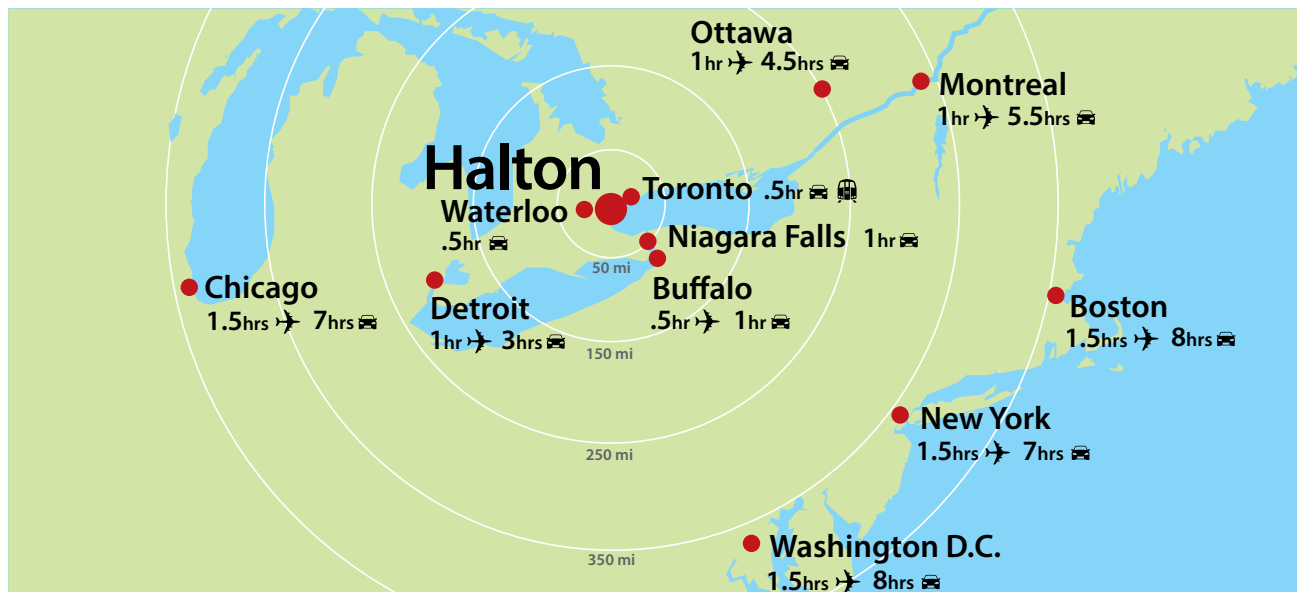 Ottawa
1hr 4.5hrs
Montreal
1hr 5.5hrs
Halton
Toronto .5hr
Waterloo
.5hr
Niagara Falls 1hr
50 mi
Buffalo
.5hr 1hr
Chicago
1.5hrs 7hrs
Detroit
1hr 3hrs
Boston
1.5hrs 8hrs
150 mi
New York
1.5hrs 7hrs
250 mi
Washington D.C.
1.5hrs 8hrs
350 mi